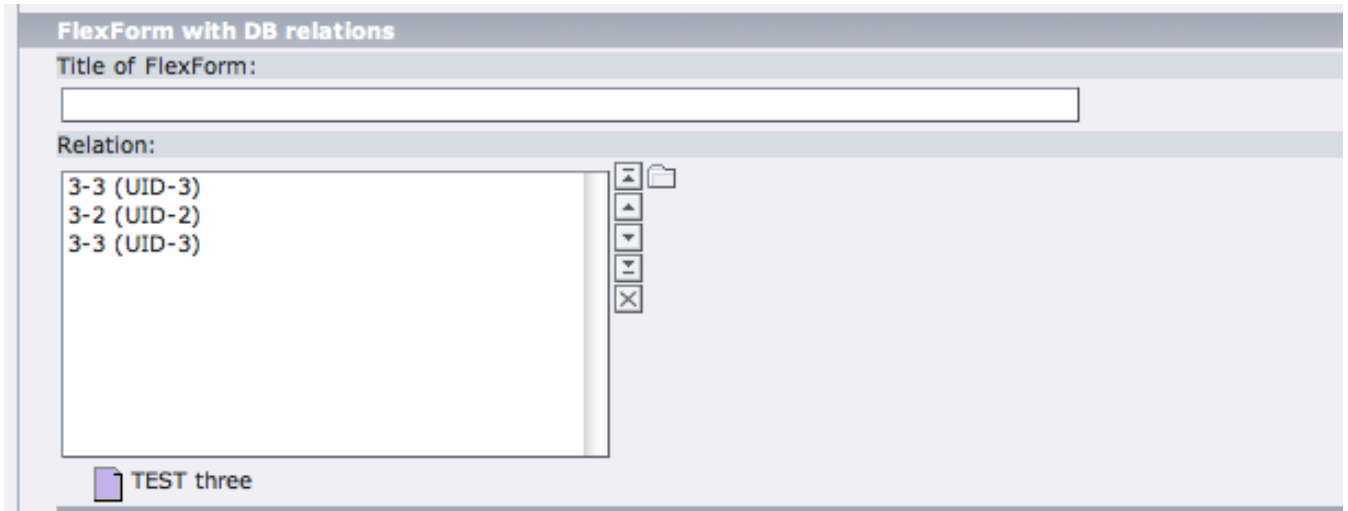 FlexForm with DB relations
Title of FlexForm:
Relation:
3-3 (UID-3)
3-2 (UID-2)
3-3 (UID-3)
TEST three